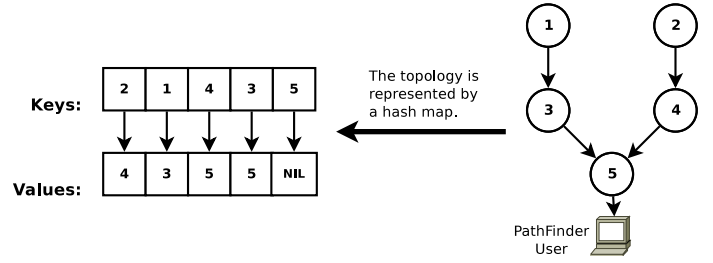 Keys:
2 1 4 3 5
Values:
4 3 5 5 NIL
The topology is
represented by
a hash map.
1 2
3 4
5
PathFinder
User